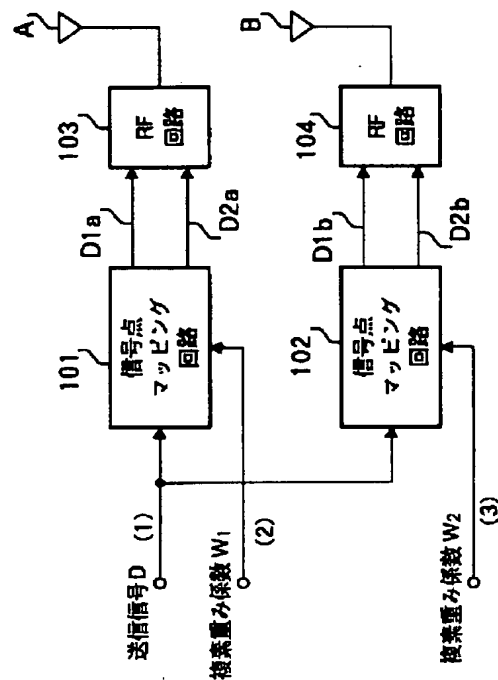 送信信号D
(1)
複素重み係数W1
(2)
101
信号点
マッピング
回路
D1a
D2a
103
RF
回路
A
複素重み係数W2
(3)
102
信号点
マッピング
回路
D1b
D2b
104
RF
回路
B